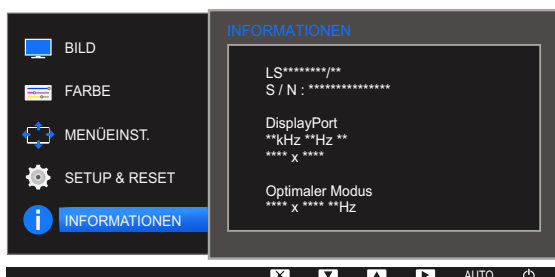 BILD
FARBE
MENÜEINST.
SETUP & RESET
INFORMATIONEN
INFORMATIONEN
LS********/**
S / N : ***************
DisplayPort
**kHz **Hz **
**** x ****
Optimaler Modus
**** x **** **Hz
AUTO